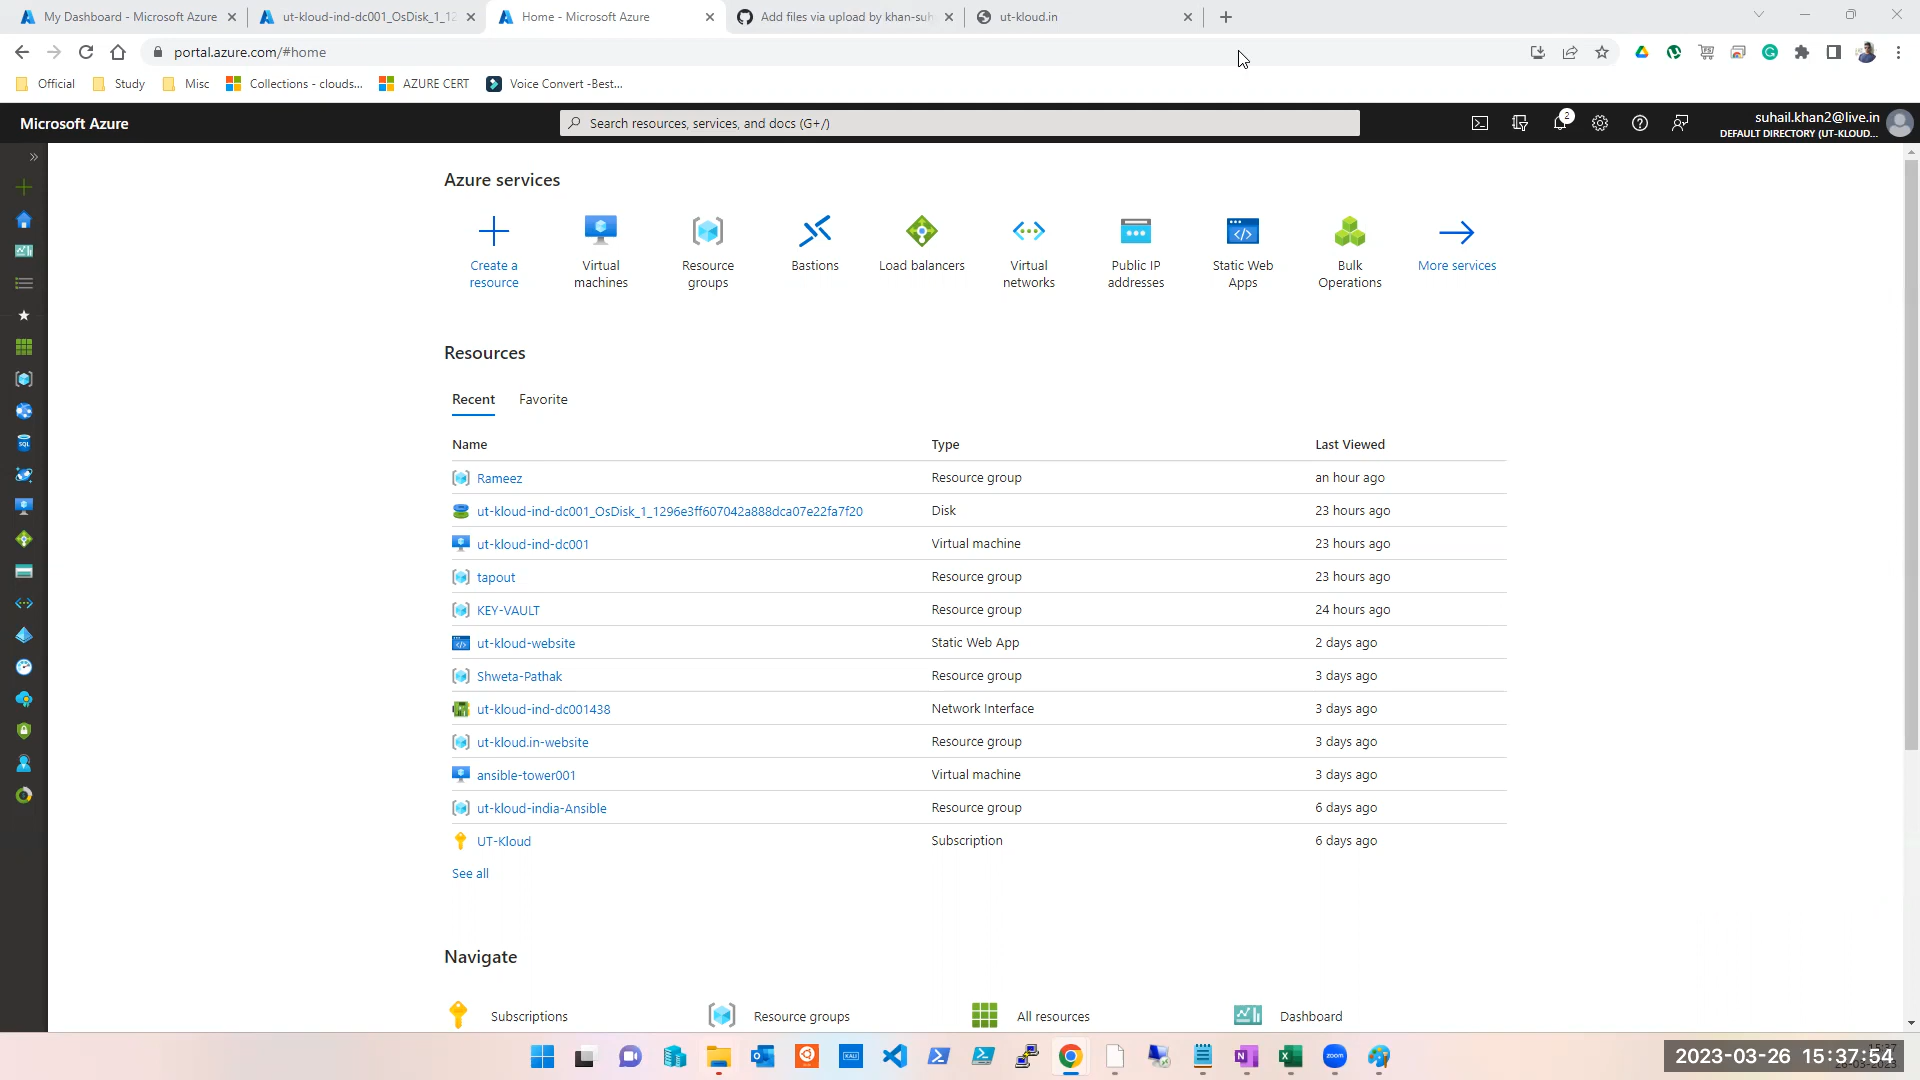 My Dashboard - Microsoft Azure
ut-kloud-ind-dc001_OsDisk_1_12
Home - Microsoft Azure
Add files via upload by khan-suh
ut-kloud.in
portal.azure.com/#home
Official
Study
Misc
Collections - clouds...
AZURE CERT
Voice Convert -Best...
Microsoft Azure
Search resources, services, and docs (G+/)
2
suhail.khan2@live.in
DEFAULT DIRECTORY (UT-KLOUD...
Azure services
Create a
resource
Virtual
machines
Resource
groups
Bastions
Load balancers
Virtual
networks
Public IP
addresses
Static Web
Apps
Bulk
Operations
More services
Resources
Recent Favorite
Name Type Last Viewed
Rameez Resource group an hour ago
ut-kloud-ind-dc001_OsDisk_1_1296e3ff607042a888dca07e22fa7f20 Disk 23 hours ago
ut-kloud-ind-dc001 Virtual machine 23 hours ago
tapout Resource group 23 hours ago
KEY-VAULT Resource group 24 hours ago
ut-kloud-website Static Web App 2 days ago
Shweta-Pathak Resource group 3 days ago
ut-kloud-ind-dc001438 Network Interface 3 days ago
ut-kloud.in-website Resource group 3 days ago
ansible-tower001 Virtual machine 3 days ago
ut-kloud-india-Ansible Resource group 6 days ago
UT-Kloud Subscription 6 days ago
See all
Navigate
Subscriptions Resource groups All resources Dashboard
2023-03-26 15:37:54